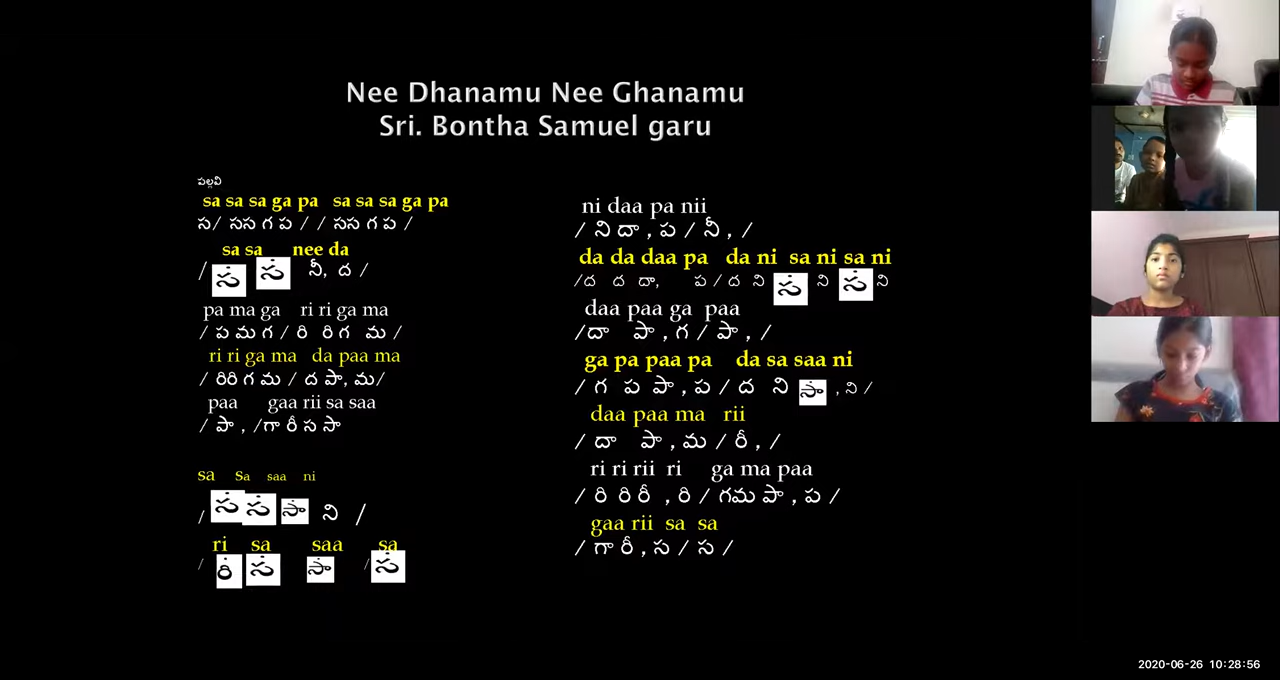 Nee Dhanamu Nee Ghanamu
Sri. Bontha Samuel garu
పల్లవి
sa sa sa ga pa sa sa sa ga pa
స/ సస గ ప / / సస గ ప /
sa sa nee da
/ స స నీ, ద /
pa ma ga ri ri ga ma
/ ప మ గ / రి రి గ మ /
ri ri ga ma da paa ma
/ రిరి గ మ / ద పా, మ/
paa gaa rii sa saa
/ పా , /గా రీ స సా
sa sa saa ni
/ స స సా ని /
ri sa saa sa
/ రి స సా / స
ni daa pa nii
/ ని దా , ప / నీ , /
da da daa pa da ni sa ni sa ni
/ద ద దా, ప / ద ని స ని స ని
daa paa ga paa
/దా పా , గ / పా , /
ga pa paa pa da sa saa ni
/ గ ప పా , ప / ద ని సా , ని /
daa paa ma rii
/ దా పా , మ / రీ , /
ri ri rii ri ga ma paa
/ రి రి రీ , రి / గమ పా , ప /
gaa rii sa sa
/ గా రీ , స / స /
2020-06-26 10:28:56